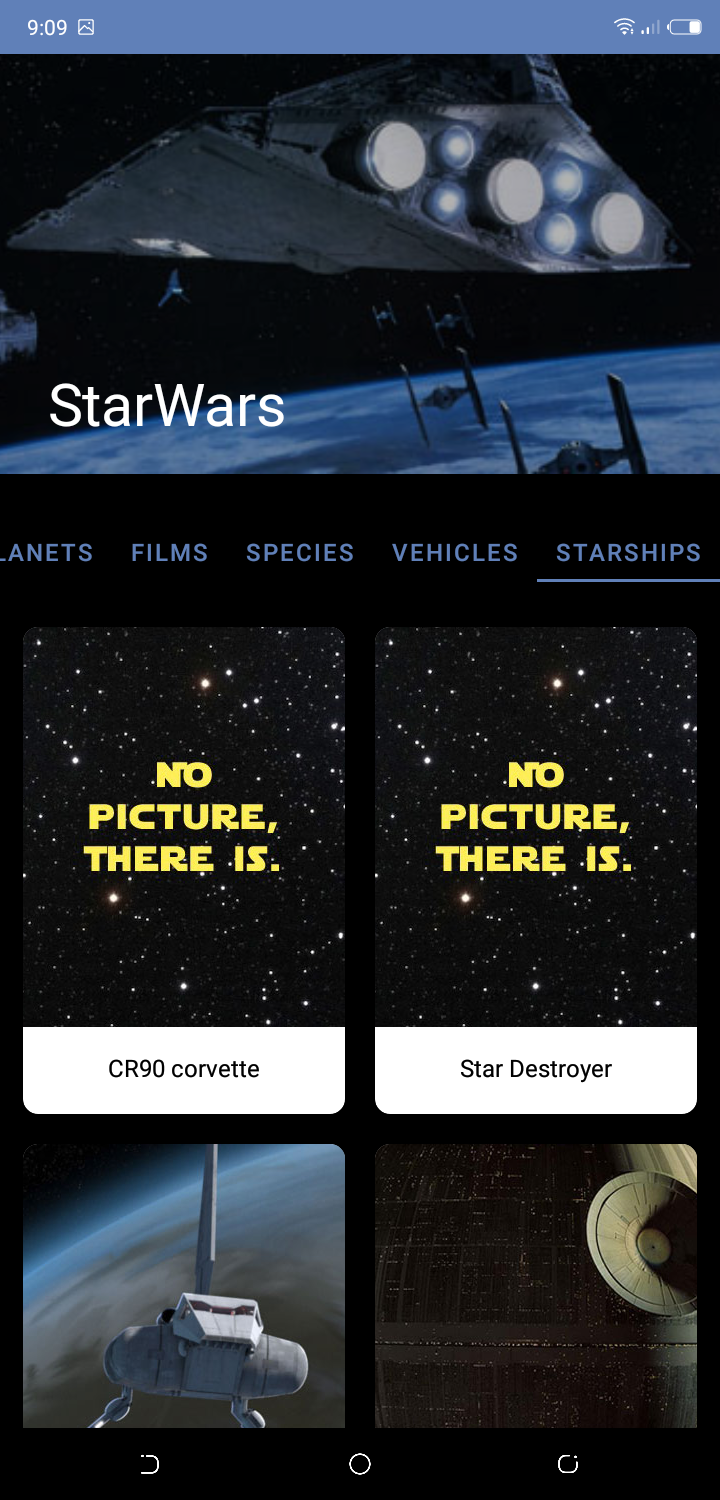 9:09
StarWars
LANETS FILMS SPECIES VEHICLES STARSHIPS
NO
PICTURE,
THERE IS.
NO
PICTURE,
THERE IS.
CR90 corvette
Star Destroyer